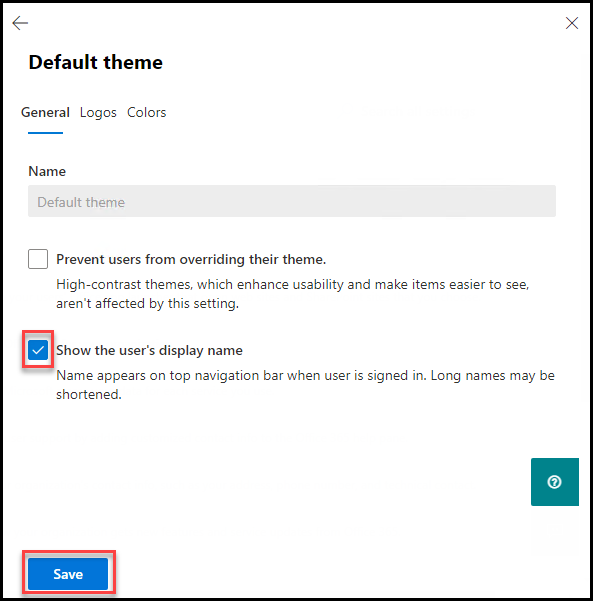 Default theme
General Logos Colors
Name
Default theme
Prevent users from overriding their theme.
High-contrast themes, which enhance usability and make items easier to see,
aren't affected by this setting.
Show the user's display name
Name appears on top navigation bar when user is signed in. Long names may be
shortened.
Save